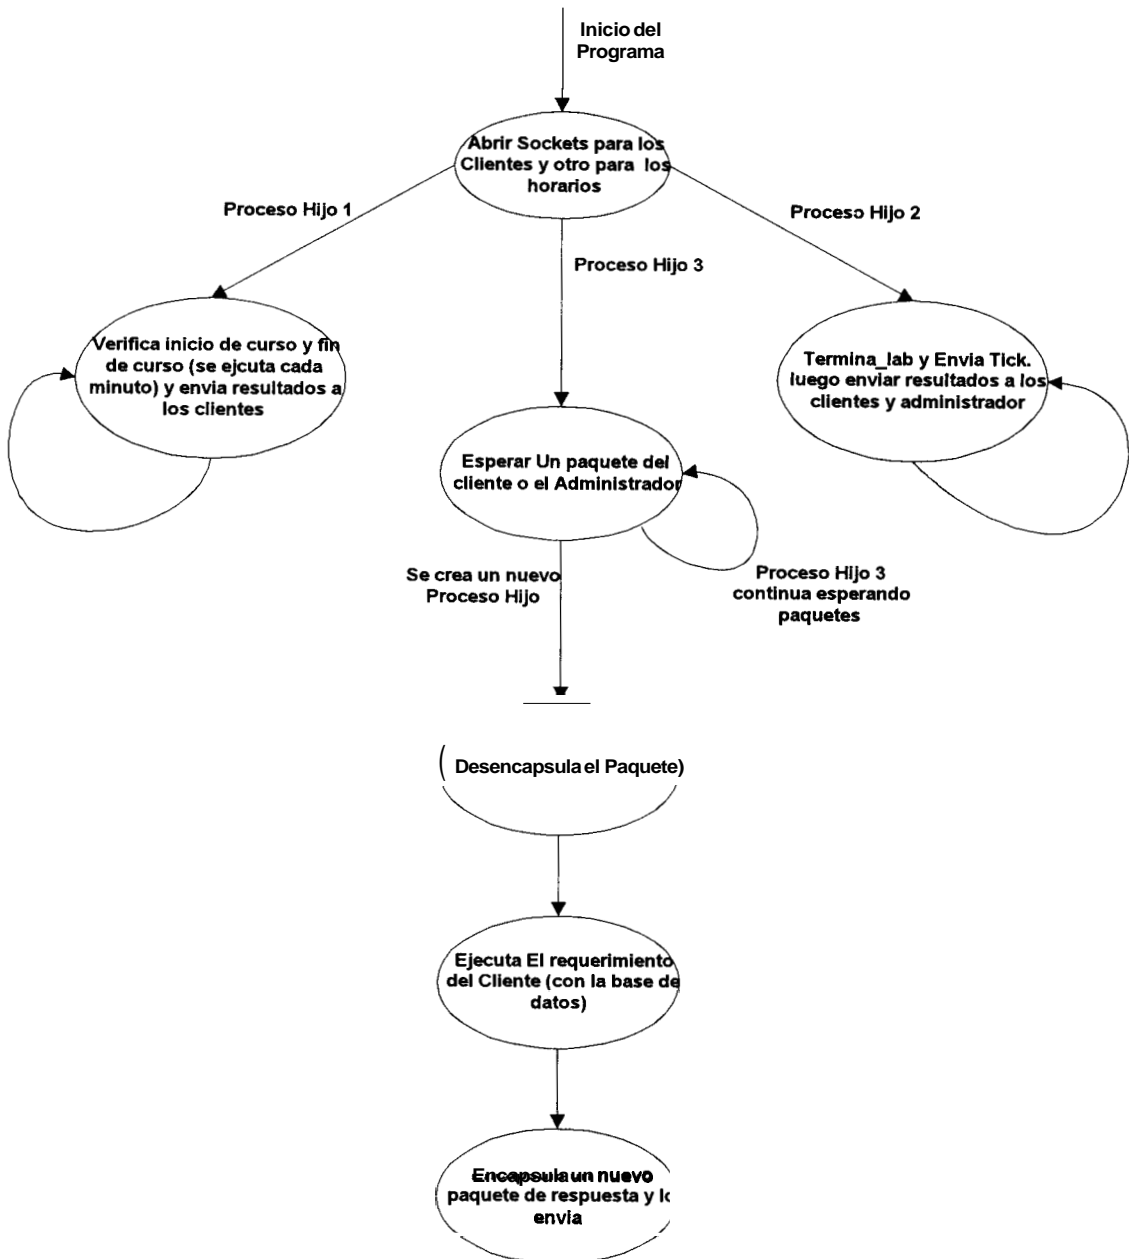 Inicio del
Programa
Abrir Sockets para los
Clientes y otro para los
horarios
Proceso Hijo 1
Proceso Hijo 2
Proceso Hijo 3
Verifica inicio de curso y fin
de curso (se ejcuta cada
minuto) y envia resultados a
los clientes
Termina_lab y Envia Tick.
luego enviar resultados a los
clientes y administrador
Esperar Un paquete del
cliente o el Administrador
Se crea un nuevo
Proceso Hijo
Proceso Hijo 3
continua esperando
paquetes
( Desencapsula el Paquete)
Ejecuta El requerimiento
del Cliente (con la base de
datos)
Encapsula un nuevo
paquete de respuesta y lo
envia